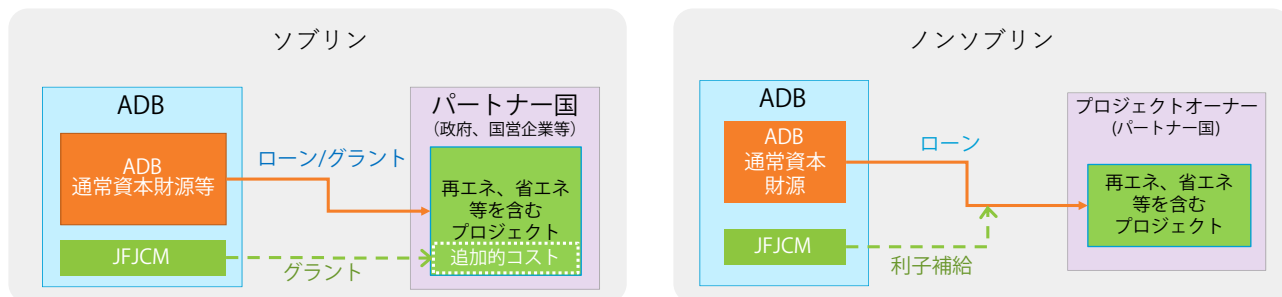 ソブリン
ADB
ADB
通常資本財源等
JFJCM
ローン/グラント
グラント
パートナー国
(政府、国営企業等)
再エネ、省エネ
等を含む
プロジェクト
追加的コスト
ノンソブリン
ADB
ADB
通常資本
財源
JFJCM
ローン
利子補給
プロジェクトオーナー
(パートナー国)
再エネ、省エネ
等を含む
プロジェクト